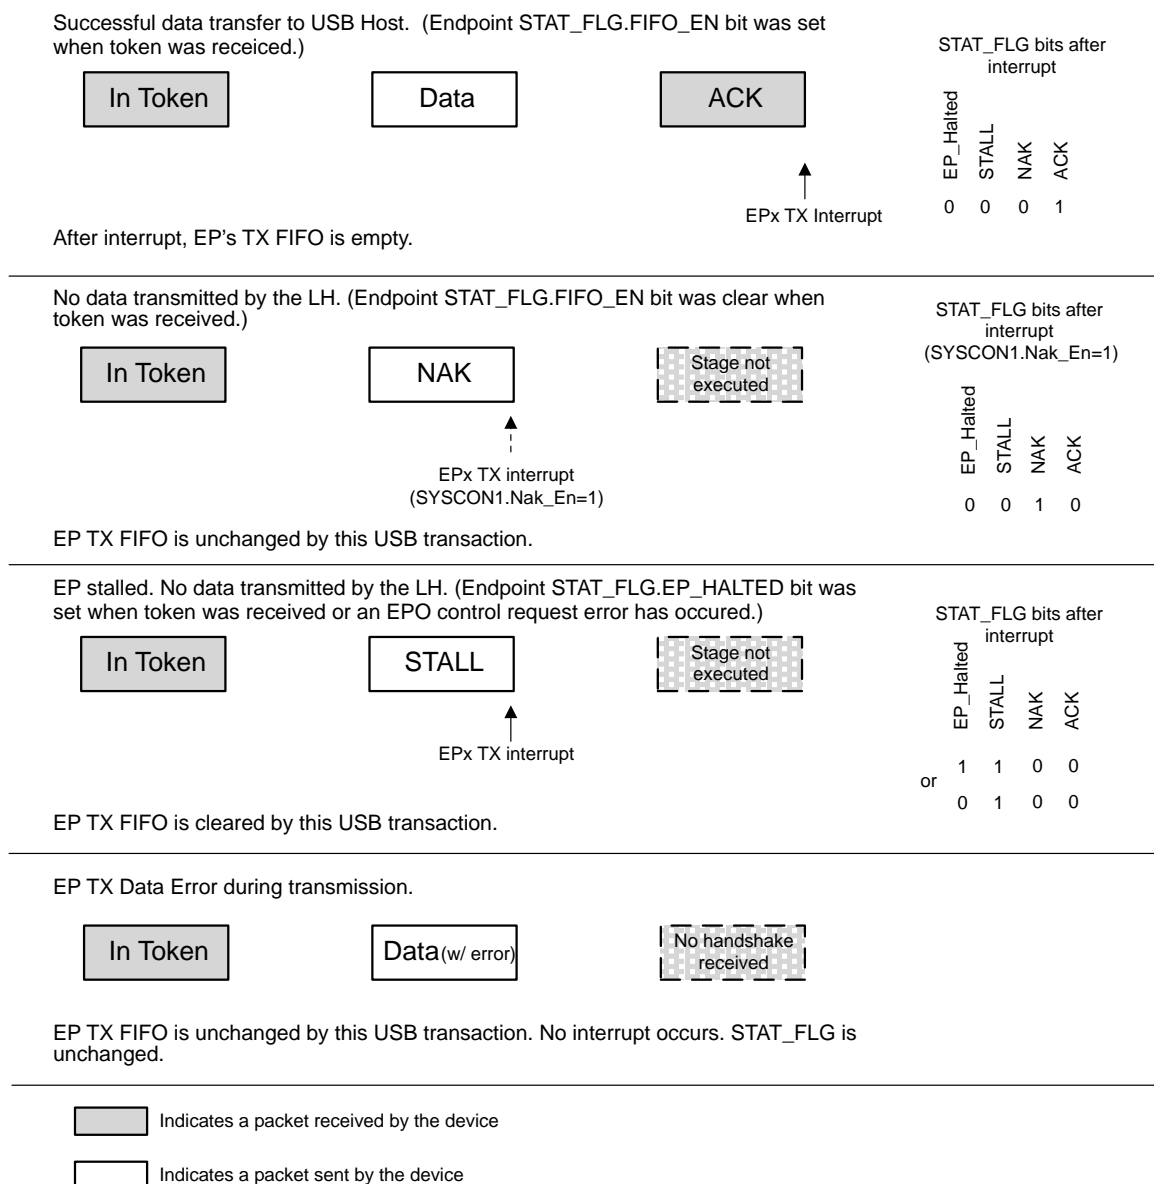 Successful data transfer to USB Host. (Endpoint STAT_FLG.FIFO_EN bit was set
when token was receiced.)
STAT_FLG bits after
interrupt
In Token
Data
ACK
EP_Halted
STALL
NAK
ACK
EPx TX Interrupt
0 0 0 1
After interrupt, EP's TX FIFO is empty.
No data transmitted by the LH. (Endpoint STAT_FLG.FIFO_EN bit was clear when
token was received.)
STAT_FLG bits after
interrupt
(SYSCON1.Nak_En=1)
In Token
NAK
Stage not
executed
EP_Halted
STALL
NAK
ACK
EPx TX interrupt
(SYSCON1.Nak_En=1)
0 0 1 0
EP TX FIFO is unchanged by this USB transaction.
EP stalled. No data transmitted by the LH. (Endpoint STAT_FLG.EP_HALTED bit was
set when token was received or an EPO control request error has occured.)
STAT_FLG bits after
interrupt
In Token
STALL
Stage not
executed
EP_Halted
STALL
NAK
ACK
EPx TX interrupt
1 1 0 0
or
0 1 0 0
EP TX FIFO is cleared by this USB transaction.
EP TX Data Error during transmission.
In Token
Data(w/ error)
No handshake
received
EP TX FIFO is unchanged by this USB transaction. No interrupt occurs. STAT_FLG is
unchanged.
Indicates a packet received by the device
Indicates a packet sent by the device